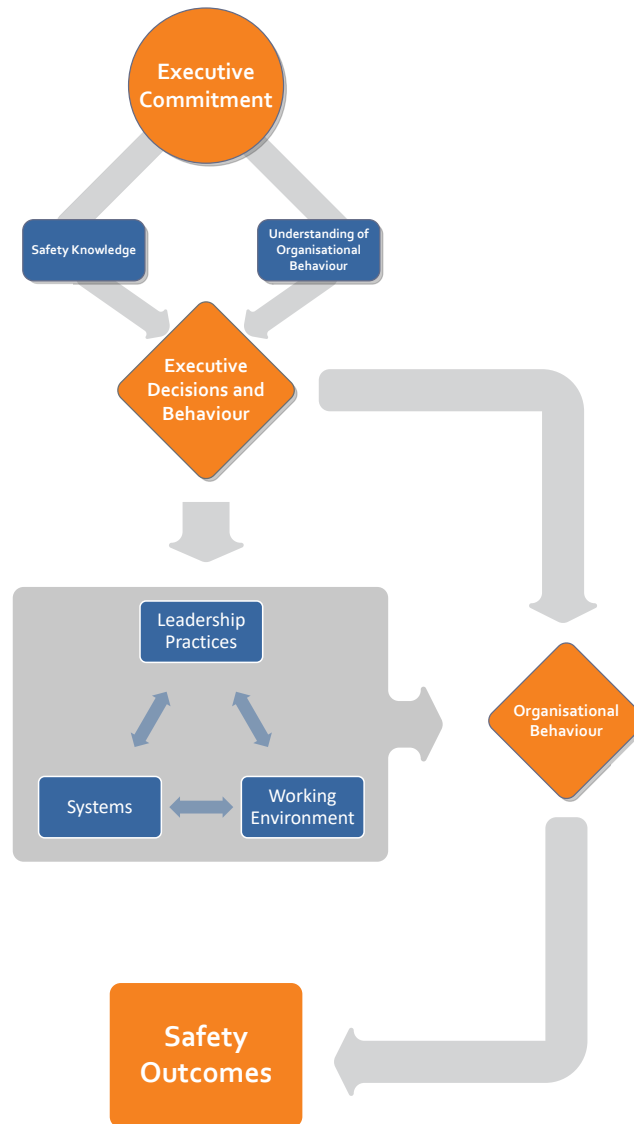 Executive
Commitment
Safety Knowledge
Understanding of
Organisational
Behaviour
Executive
Decisions and
Behaviour
Leadership
Practices
Organisational
Behaviour
Systems
Working
Environment
Safety
Outcomes